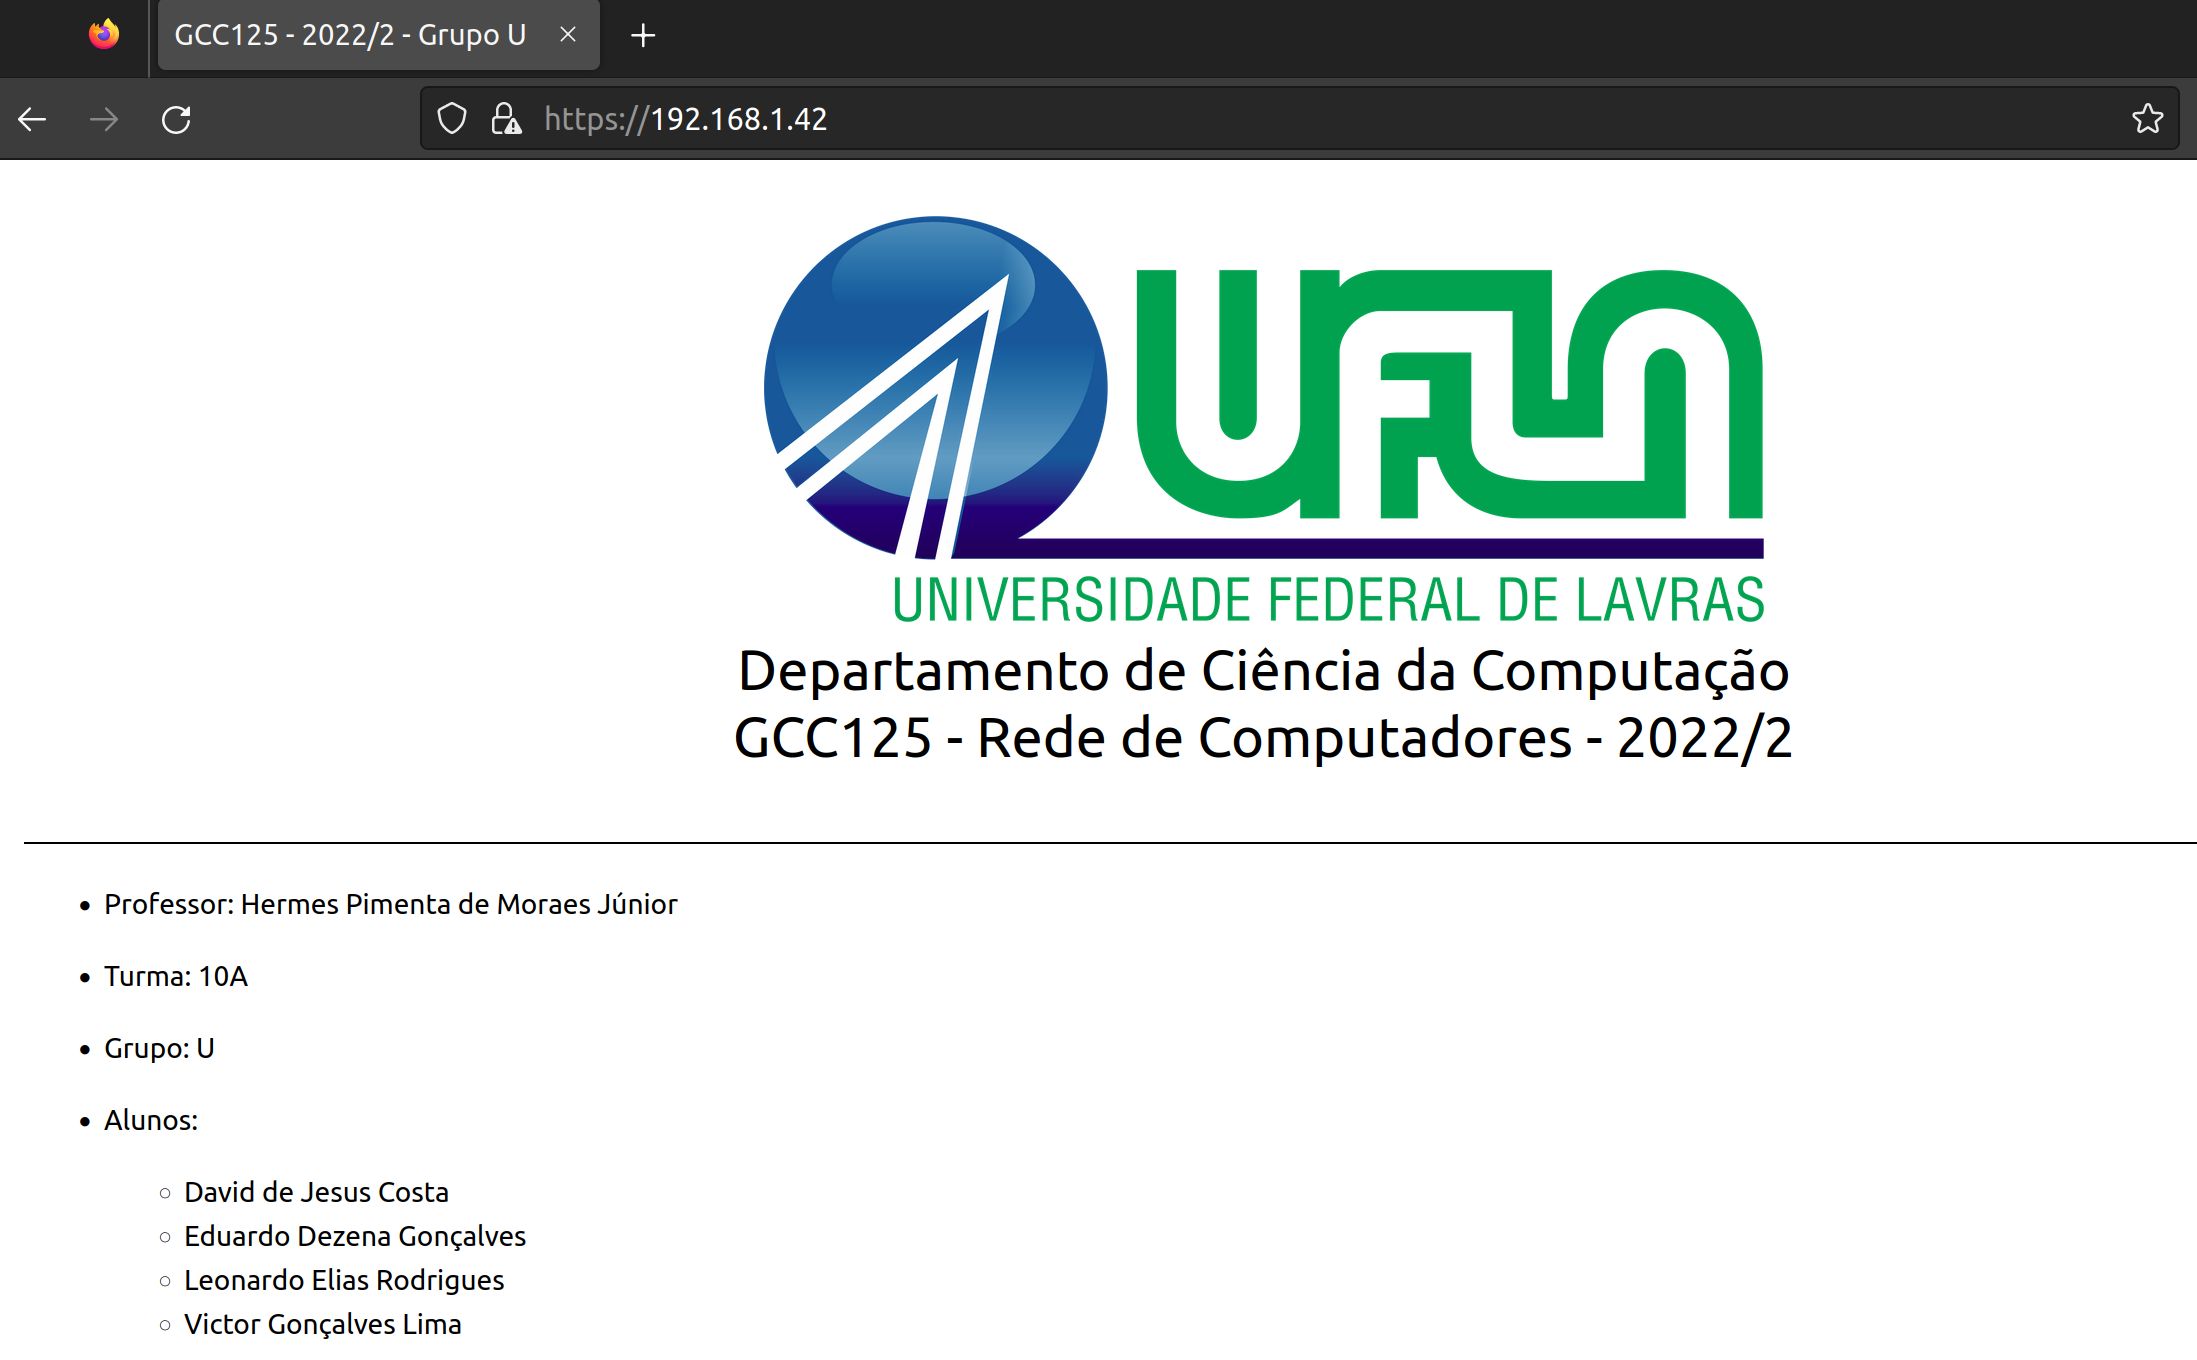 GCC125 - 2022/2 - Grupo U
https://192.168.1.42
UFLA
UNIVERSIDADE FEDERAL DE LAVRAS
Departamento de Ciência da Computação
GCC125 - Rede de Computadores - 2022/2
Professor: Hermes Pimenta de Moraes Júnior
Turma: 10A
Grupo: U
Alunos:
David de Jesus Costa
Eduardo Dezena Gonçalves
Leonardo Elias Rodrigues
Victor Gonçalves Lima